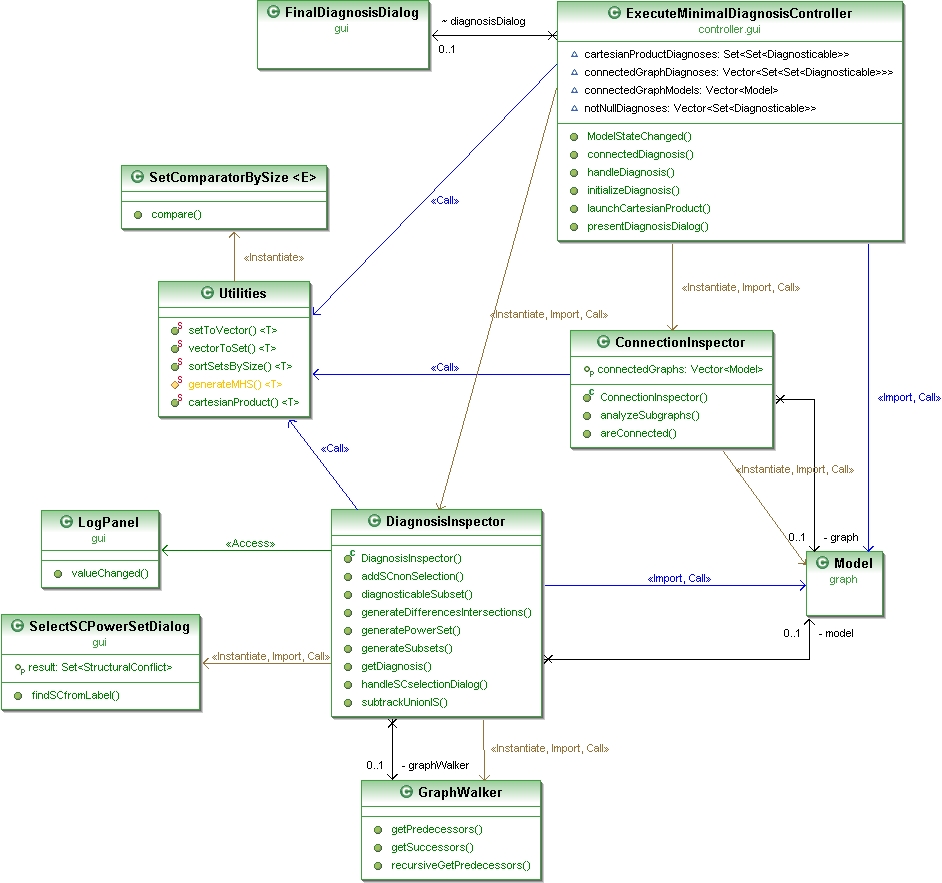 FinalDiagnosisDialog
gui
~ diagnosisDialog
0..1
ExecuteMinimalDiagnosisController
controller.gui
cartesianProductDiagnoses: Set<Set<Diagnosticable>>
connectedGraphDiagnoses: Vector<Set<Set<Diagnosticable>>>
connectedGraphModels: Vector<Model>
notNullDiagnoses: Vector<Set<Diagnosticable>>
ModelStateChanged()
connectedDiagnosis()
handleDiagnosis()
initializeDiagnosis()
launchCartesianProduct()
presentDiagnosisDialog()
SetComparatorBySize <E>
compare()
«Call»
«Instantiate»
«Instantiate, Import, Call»
«Instantiate, Import, Call»
Utilities
setToVector() <T>
vectorToSet() <T>
sortSetsBySize() <T>
generateMHS() <T>
cartesianProduct() <T>
«Call»
ConnectionInspector
connectedGraphs: Vector<Model>
ConnectionInspector()
analyzeSubgraphs()
areConnected()
«Import, Call»
«Call»
«Instantiate, Import, Call»
LogPanel
gui
valueChanged()
«Access»
DiagnosisInspector
DiagnosisInspector()
addSCnonSelection()
diagnosticableSubset()
generateDifferencesIntersections()
generatePowerSet()
generateSubsets()
getDiagnosis()
handleSCselectionDialog()
subtrackUnionIS()
0..1
- graph
Model
graph
«Import, Call»
0..1
- model
SelectSCPowerSetDialog
gui
result: Set<StructuralConflict>
findSCfromLabel()
«Instantiate, Import, Call»
«Instantiate, Import, Call»
0..1
- graphWalker
GraphWalker
getPredecessors()
getSuccessors()
recursiveGetPredecessors()